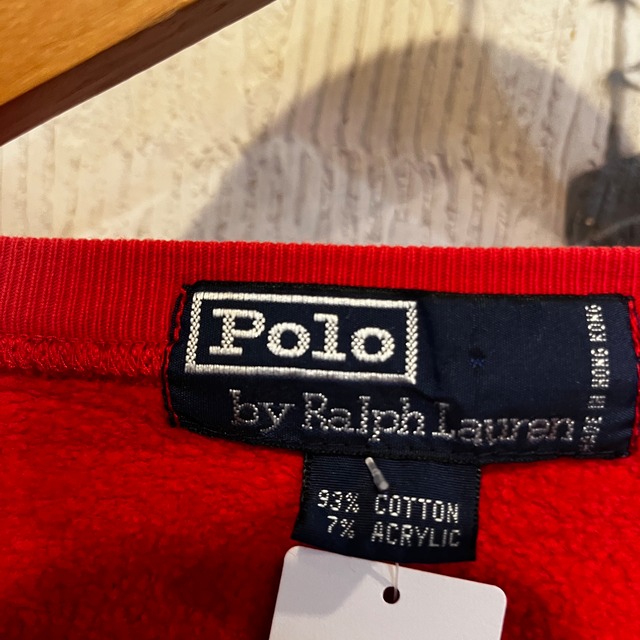 Polo
by Ralph Lauren
MADE IN HONG KONG
93% COTTON
7% ACRYLIC